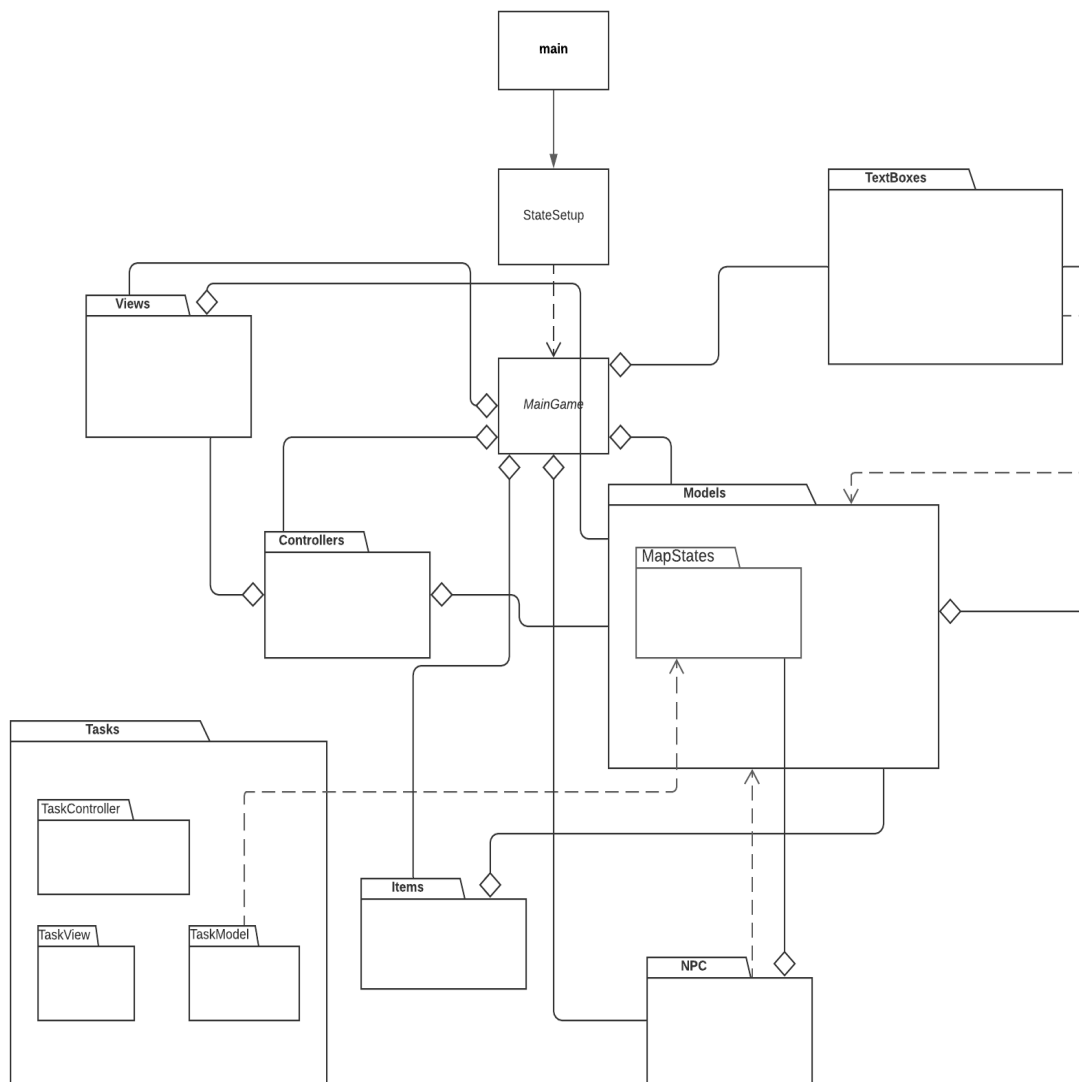 main
StateSetup
TextBoxes
Views
MainGame
Models
Controllers
MapStates
Tasks
TaskController
Items
TaskView
TaskModel
NPC